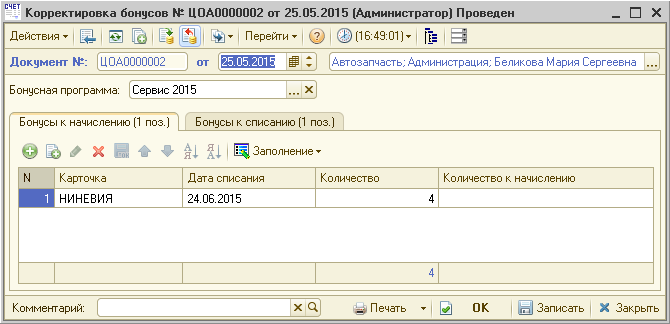 СЧЕТ Корректировка бонусов № ЦОА0000002 от 25.05.2015 (Администратор) Проведен
Действия Перейти ? (16:49:01)
Документ №: ЦОА0000002 от 25.05.2015 Автозапчасть; Администрация; Беликова Мария Сергеевна ...
Бонусная программа: Сервис 2015 ... ×
Бонусы к начислению (1 поз.) Бонусы к списанию (1 поз.)
Заполнение
N Карточка Дата списания Количество Количество к начислению
1 НИНЕВИЯ 24.06.2015 4
4
Комментарий: × Печать OK Записать Закрыть